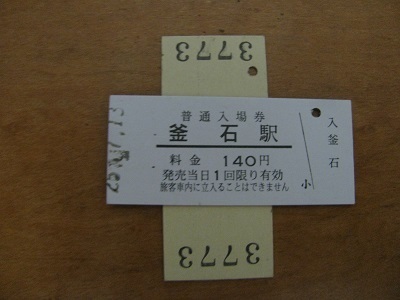 3773
普通入場券
釜石駅
料金 140円
発売当日1回限り有効
旅客車内に立入ることはできません
小
入
釜石
3773